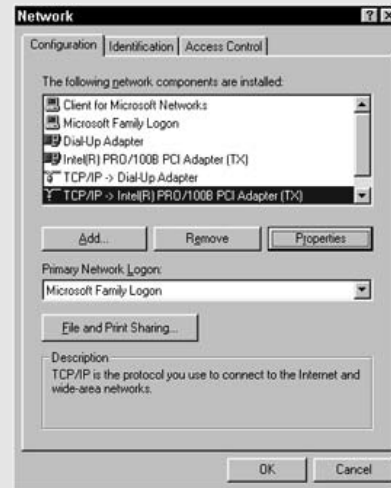 Network
Configuration Identification Access Control
The following network components are installed:
Client for Microsoft Networks
Microsoft Family Logon
Dial-Up Adapter
Intel(R) PRO/100B PCI Adapter (TX)
TCP/IP -> Dial-Up Adapter
TCP/IP -> Intel(R) PRO/100B PCI Adapter (TX)
Add... Remove Properties
Primary Network Logon:
Microsoft Family Logon
File and Print Sharing...
Description
TCP/IP is the protocol you use to connect to the Internet and
wide-area networks.
OK Cancel